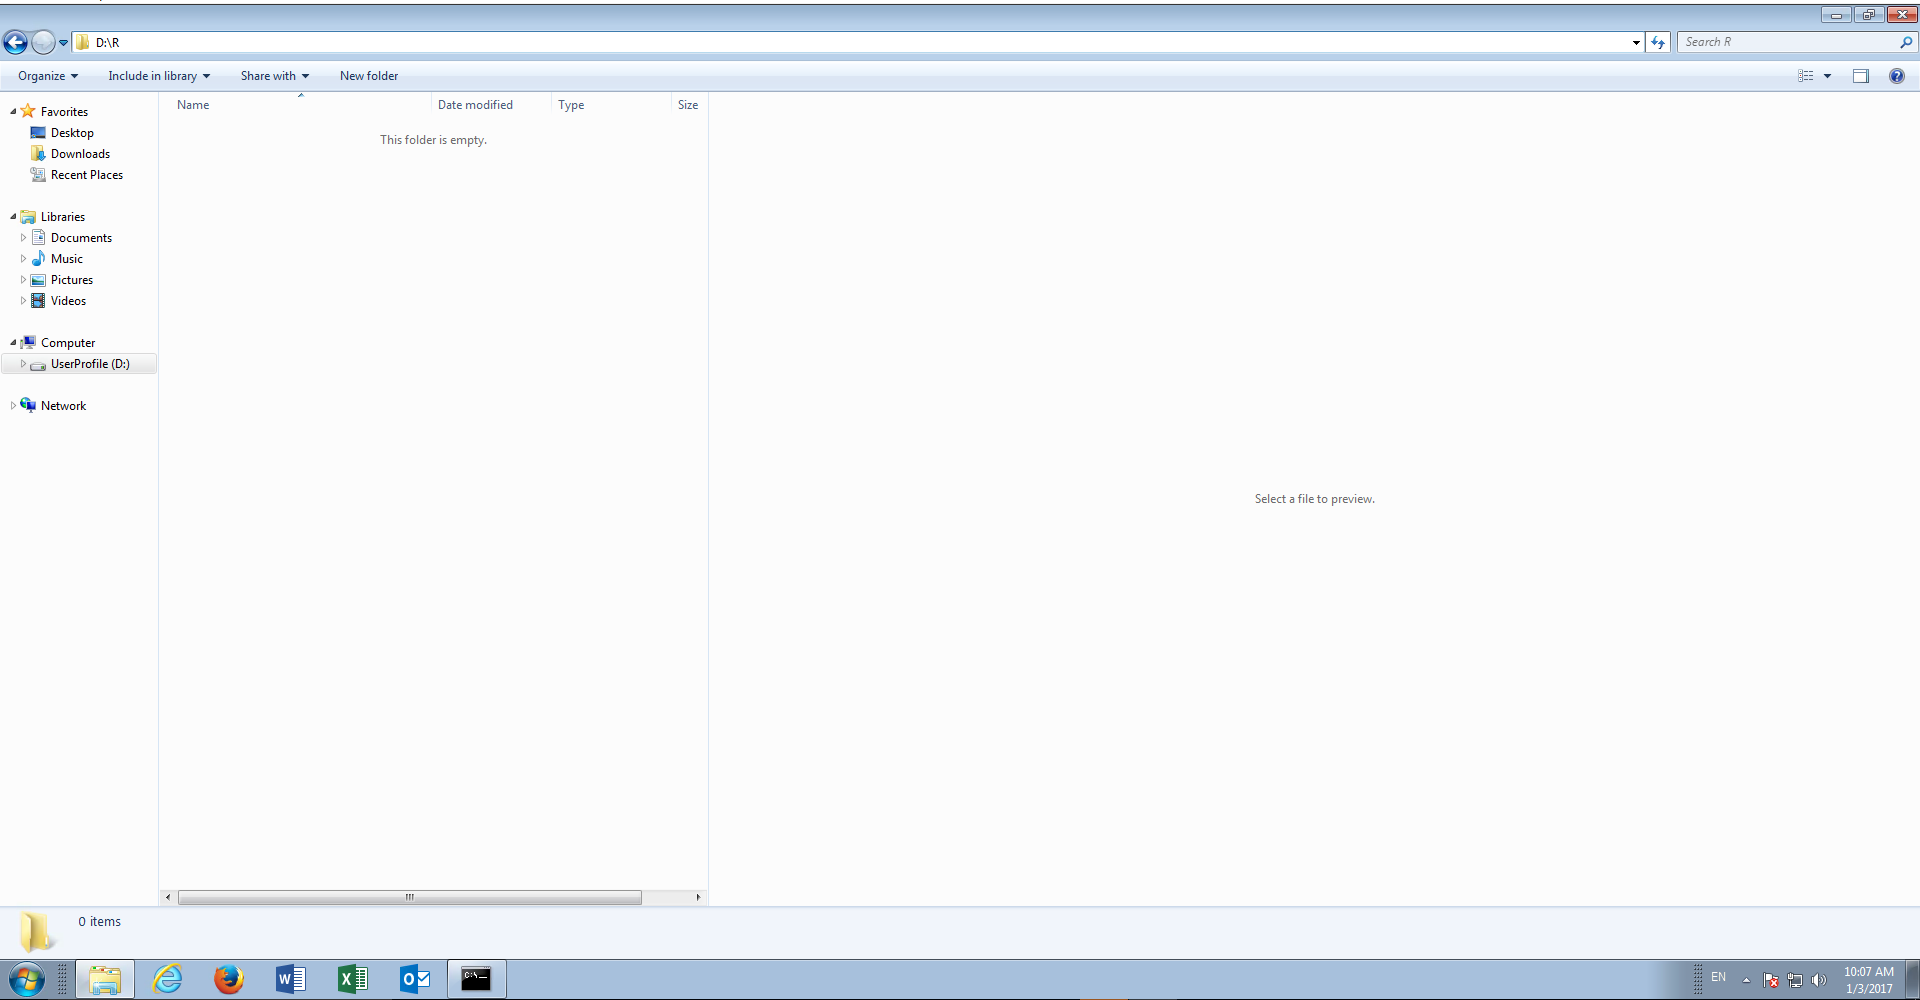 D:\R
Search R
Organize
Include in library
Share with
New folder
Favorites
Desktop
Downloads
Recent Places
Libraries
Documents
Music
Pictures
Videos
Computer
UserProfile (D:)
Network
Name
Date modified
Type
Size
This folder is empty.
Select a file to preview.
0 items
C:\
EN
10:07 AM
1/3/2017